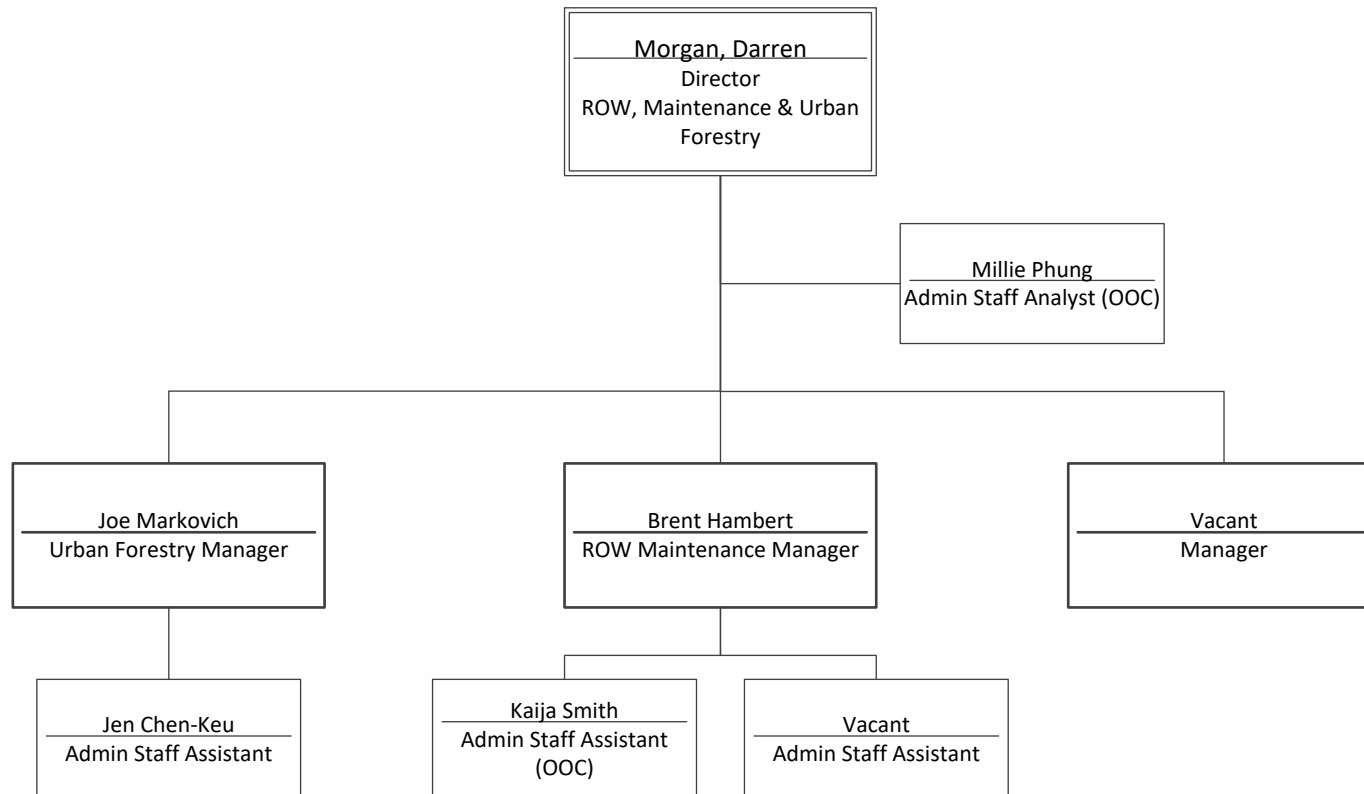 Morgan, Darren
Director
ROW, Maintenance & Urban
Forestry
Millie Phung
Admin Staff Analyst (OOC)
Joe Markovich
Urban Forestry Manager
Brent Hambert
ROW Maintenance Manager
Vacant
Manager
Jen Chen-Keu
Admin Staff Assistant
Kaija Smith
Admin Staff Assistant
(OOC)
Vacant
Admin Staff Assistant